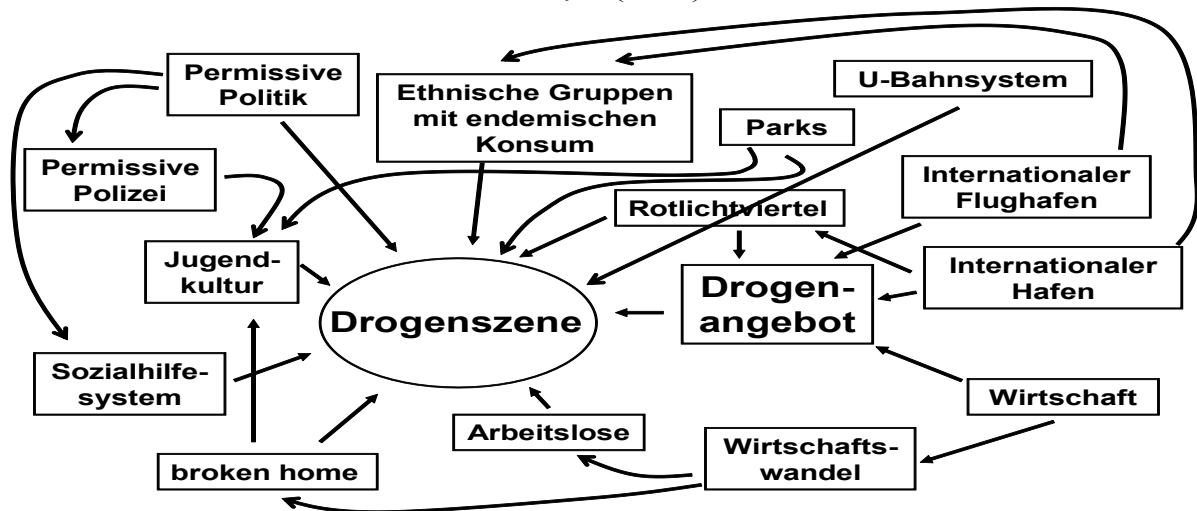 Permissive
Politik
Ethnische Gruppen
mit endemischen
Konsum
U-Bahnsystem
Parks
Permissive
Polizei
Internationaler
Flughafen
Rotlichtviertel
Jugend-
kultur
Drogen-
angebot
Internationaler
Hafen
Drogenszene
Sozialhilfe-
system
Wirtschaft
Arbeitslose
Wirtschafts-
wandel
broken home